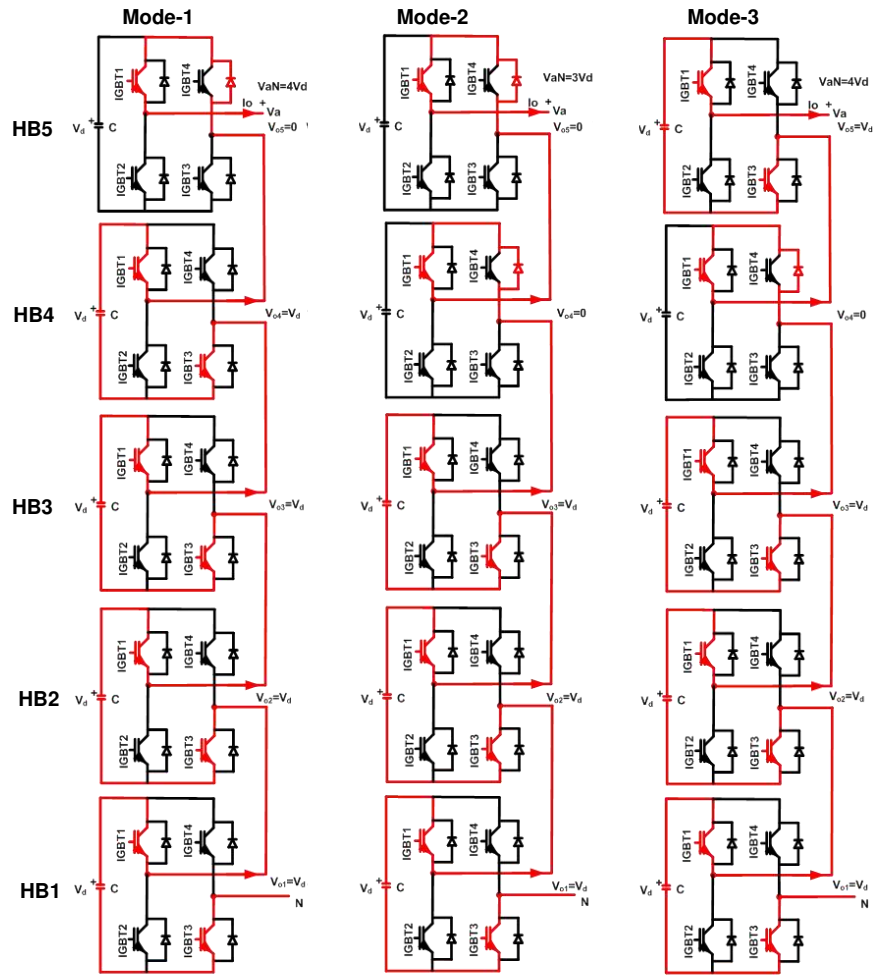 Mode-1 Mode-2 Mode-3
HB5
IGBT1 IGBT4 VaN=4Vd
Io + Va
Vd + C Vo5=0
IGBT2 IGBT3
IGBT1 IGBT4 VaN=3Vd
Io + Va
Vd + C Vo5=0
IGBT2 IGBT3
IGBT1 IGBT4 VaN=4Vd
Io + Va
Vd + C Vo5=Vd
IGBT2 IGBT3
HB4
IGBT1 IGBT4
Vd + C Vo4=Vd
IGBT2 IGBT3
IGBT1 IGBT4
Vd + C Vo4=0
IGBT2 IGBT3
IGBT1 IGBT4
Vd + C Vo4=0
IGBT2 IGBT3
HB3
IGBT1 IGBT4
Vd + C Vo3=Vd
IGBT2 IGBT3
IGBT1 IGBT4
Vd + C Vo3=Vd
IGBT2 IGBT3
IGBT1 IGBT4
Vd + C Vo3=Vd
IGBT2 IGBT3
HB2
IGBT1 IGBT4
Vd + C Vo2=Vd
IGBT2 IGBT3
IGBT1 IGBT4
Vd + C Vo2=Vd
IGBT2 IGBT3
IGBT1 IGBT4
Vd + C Vo2=Vd
IGBT2 IGBT3
HB1
IGBT1 IGBT4
Vd + C Vo1=Vd
N
IGBT2 IGBT3
IGBT1 IGBT4
Vd + C Vo1=Vd
N
IGBT2 IGBT3
IGBT1 IGBT4
Vd + C Vo1=Vd
N
IGBT2 IGBT3